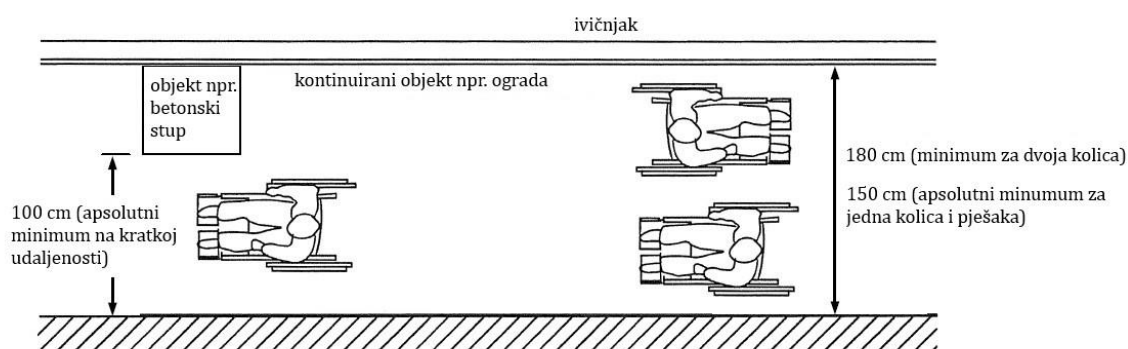 ivičnjak
objekt npr.
betonski
stup
kontinuirani objekt npr. ograda
100 cm (apsolutni
minimum na kratkoj
udaljenosti)
180 cm (minimum za dvoja kolica)
150 cm (apsolutni minumum za
jedna kolica i pješaka)